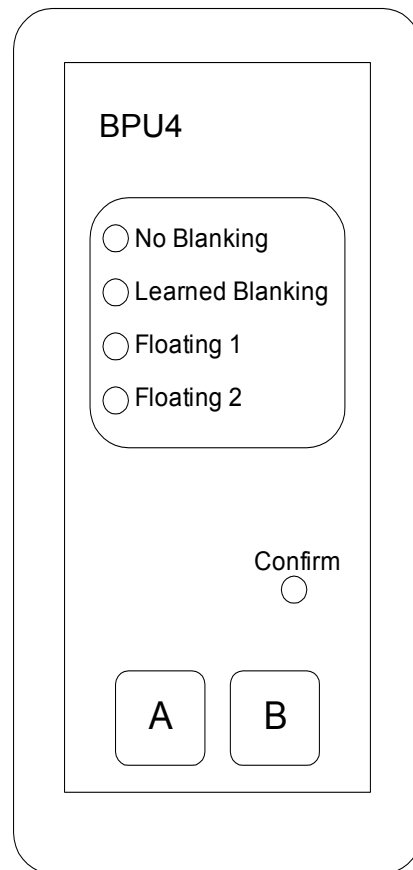 BPU4
No Blanking
Learned Blanking
Floating 1
Floating 2
Confirm
A B